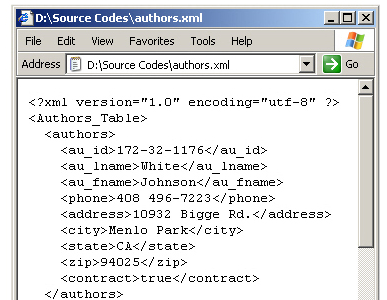 D:\Source Codes\authors.xml
File Edit View Favorites Tools Help
Address D:\Source Codes\authors.xml Go
<?xml version="1.0" encoding="utf-8" ?>
<Authors_Table>
<authors>
<au_id>172-32-1176</au_id>
<au_lname>White</au_lname>
<au_fname>Johnson</au_fname>
<phone>408 496-7223</phone>
<address>10932 Bigge Rd.</address>
<city>Menlo Park</city>
<state>CA</state>
<zip>94025</zip>
<contract>true</contract>
</authors>